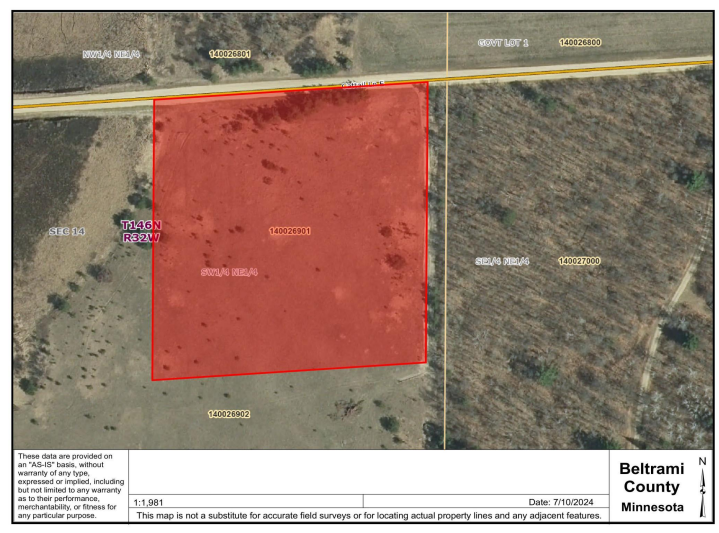 NW1/4 NE1/4
140026801
GOVT LOT 1
140026800
SEC 14
T146N
R32W
140026901
SW1/4 NE1/4
SE1/4 NE1/4
140027000
140026902
These data are provided on
an "AS-IS" basis, without
warranty of any type,
expressed or implied, including
but not limited to any warranty
as to their performance,
merchantability, or fitness for
any particular purpose.
1:1,981
Date: 7/10/2024
This map is not a substitute for accurate field surveys or for locating actual property lines and any adjacent features.
Beltrami
County
Minnesota
N